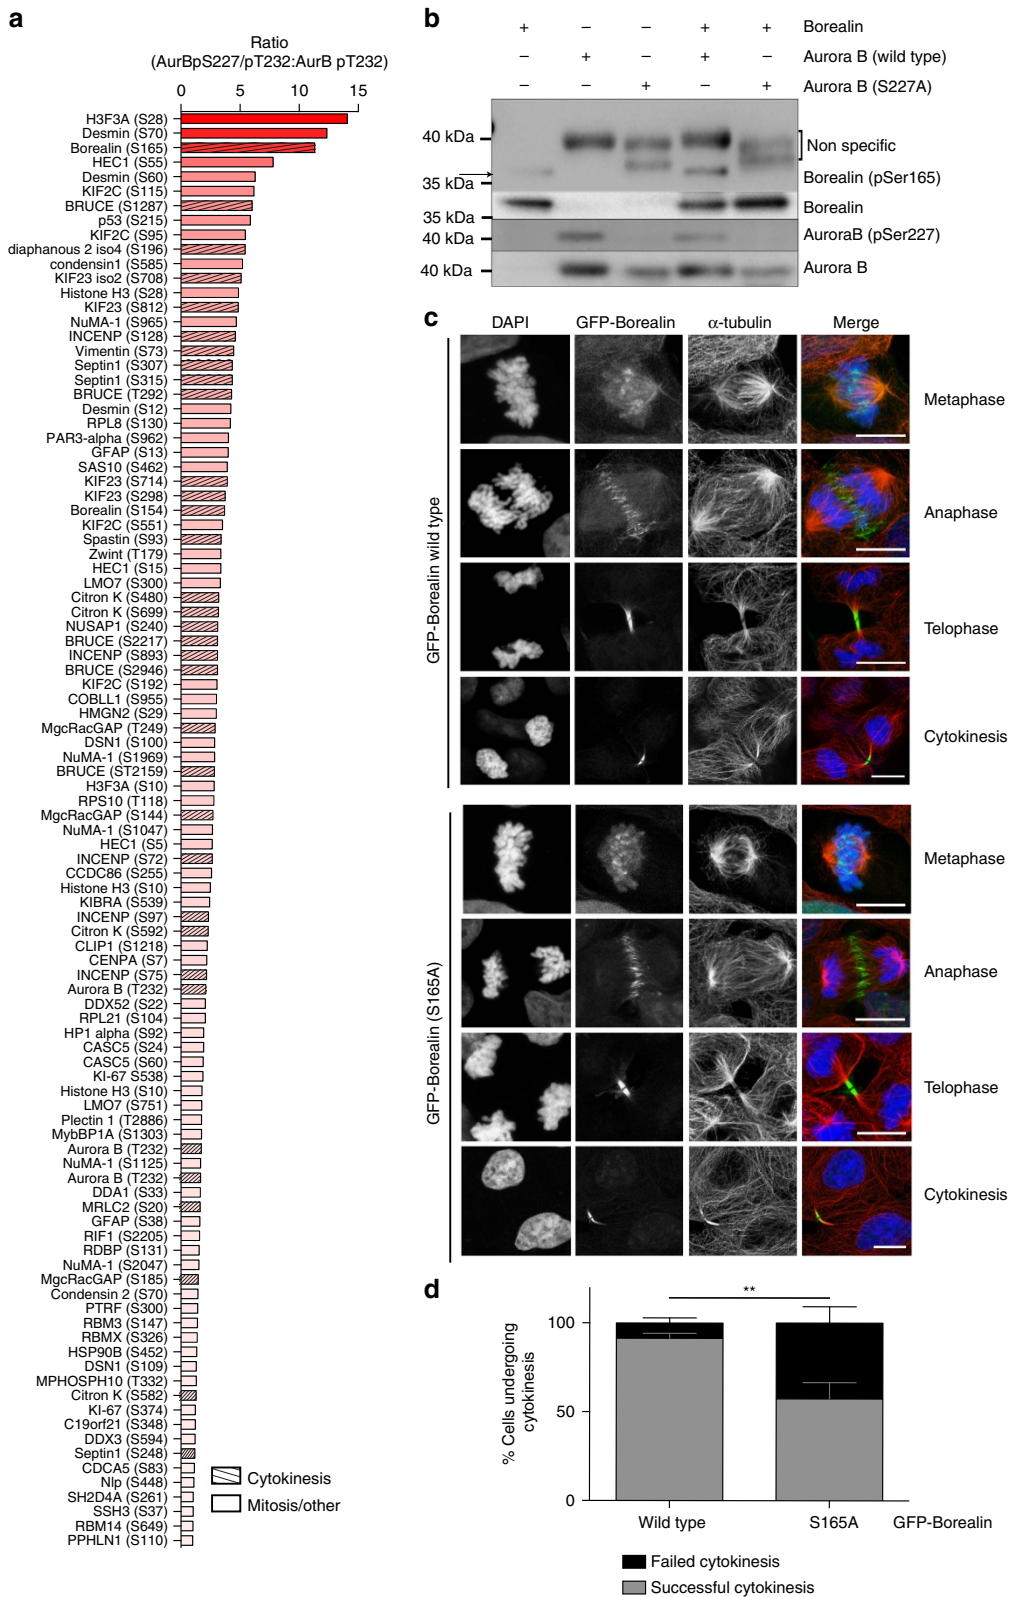 a
Ratio
(AurBpS227/pT232:AurB pT232)
0 5 10 15
H3F3A (S28)
Desmin (S70)
Borealin (S165)
HEC1 (S55)
Desmin (S60)
KIF2C (S115)
BRUCE (S1287)
p53 (S215)
KIF2C (S95)
diaphanous 2 iso4 (S196)
condensin1 (S585)
KIF23 iso2 (S708)
Histone H3 (S28)
KIF23 (S812)
NuMA-1 (S965)
INCENP (S128)
Vimentin (S73)
Septin1 (S307)
Septin1 (S315)
BRUCE (T292)
Desmin (S12)
RPL8 (S130)
PAR3-alpha (S962)
GFAP (S13)
SAS10 (S462)
KIF23 (S714)
KIF23 (S298)
Borealin (S154)
KIF2C (S551)
Spastin (S93)
Zwint (T179)
HEC1 (S15)
LMO7 (S300)
Citron K (S480)
Citron K (S699)
NUSAP1 (S240)
BRUCE (S2217)
INCENP (S893)
BRUCE (S2946)
KIF2C (S192)
COBLL1 (S955)
HMGN2 (S29)
MgcRacGAP (T249)
DSN1 (S100)
NuMA-1 (S1969)
BRUCE (ST2159)
H3F3A (S10)
RPS10 (T118)
MgcRacGAP (S144)
NuMA-1 (S1047)
HEC1 (S5)
INCENP (S72)
CCDC86 (S255)
Histone H3 (S10)
KIBRA (S539)
INCENP (S97)
Citron K (S592)
CLIP1 (S1218)
CENPA (S7)
INCENP (S75)
Aurora B (T232)
DDX52 (S22)
RPL21 (S104)
HP1 alpha (S92)
CASC5 (S24)
CASC5 (S60)
KI-67 S538)
Histone H3 (S10)
LMO7 (S751)
Plectin 1 (T2886)
MybBP1A (S1303)
Aurora B (T232)
NuMA-1 (S1125)
Aurora B (T232)
DDA1 (S33)
MRLC2 (S20)
GFAP (S38)
RIF1 (S2205)
RDBP (S131)
NuMA-1 (S2047)
MgcRacGAP (S185)
Condensin 2 (S70)
PTRF (S300)
RBM3 (S147)
RBMX (S326)
HSP90B (S452)
DSN1 (S109)
MPHOSPH10 (T332)
Citron K (S582)
KI-67 (S374)
C19orf21 (S348)
DDX3 (S594)
Septin1 (S248)
CDCA5 (S83)
Nlp (S448)
SH2D4A (S261)
SSH3 (S37)
RBM14 (S649)
PPHLN1 (S110)
Cytokinesis
Mitosis/other
b
+ – – + + Borealin
– + – + – Aurora B (wild type)
– – + – + Aurora B (S227A)
40 kDa
Non specific
35 kDa
Borealin (pSer165)
Borealin
35 kDa
40 kDa
AuroraB (pSer227)
40 kDa
Aurora B
c
DAPI GFP-Borealin α-tubulin Merge
GFP-Borealin wild type
Metaphase
Anaphase
Telophase
Cytokinesis
GFP-Borealin (S165A)
Metaphase
Anaphase
Telophase
Cytokinesis
d
% Cells undergoing
cytokinesis
100
50
0
**
Wild type S165A GFP-Borealin
Failed cytokinesis
Successful cytokinesis